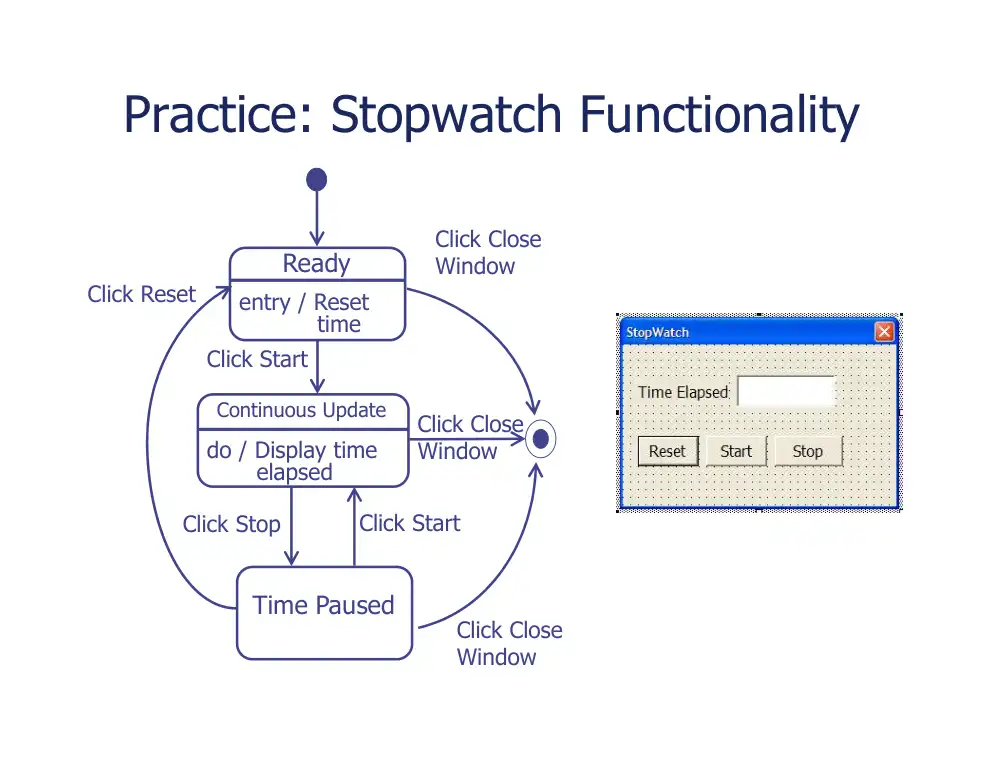 Practice: Stopwatch Functionality
Click Close
Window
Ready
Click Reset
entry / Reset
time
Click Start
Continuous Update
Click Close
do / Display time
Window
elapsed
Click Stop
Click Start
Time Paused
Click Close
Window
StopWatch
Time Elapsed
Reset
Start
Stop